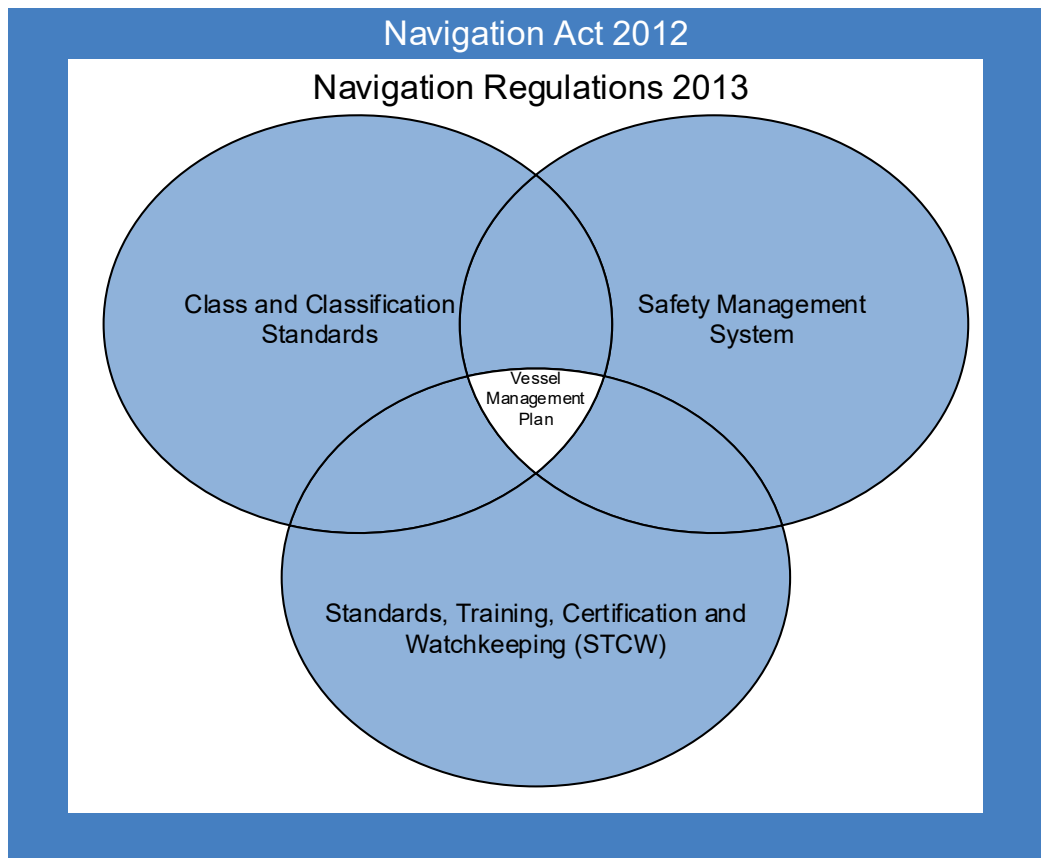 Navigation Act 2012
Navigation Regulations 2013
Class and Classification
Standards
Safety Management
System
Vessel
Management
Plan
Standards, Training, Certification and
Watchkeeping (STCW)